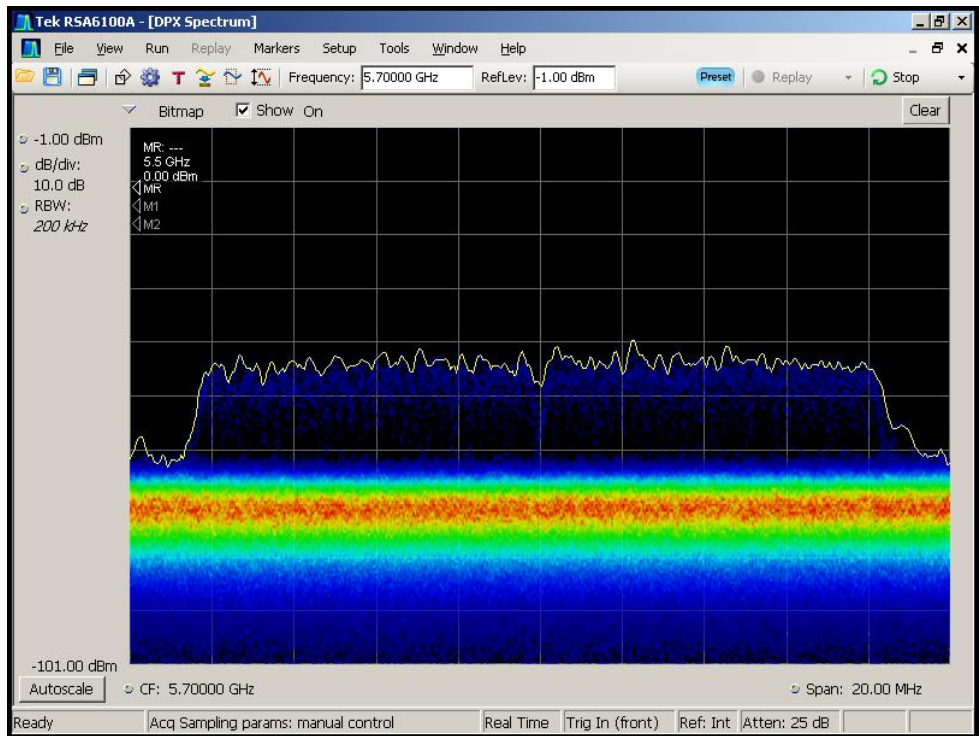 Tek RSA6100A - [DPX Spectrum]
File View Run Replay Markers Setup Tools Window Help
Frequency: 5.70000 GHz RefLev: -1.00 dBm Preset Replay Stop
Bitmap Show On Clear
-1.00 dBm
dB/div:
10.0 dB
RBW:
200 kHz
MR: ---
5.5 GHz
0.00 dBm
MR
M1
M2
-101.00 dBm
Autoscale CF: 5.70000 GHz Span: 20.00 MHz
Ready Acq Sampling params: manual control Real Time Trig In (front) Ref: Int Atten: 25 dB